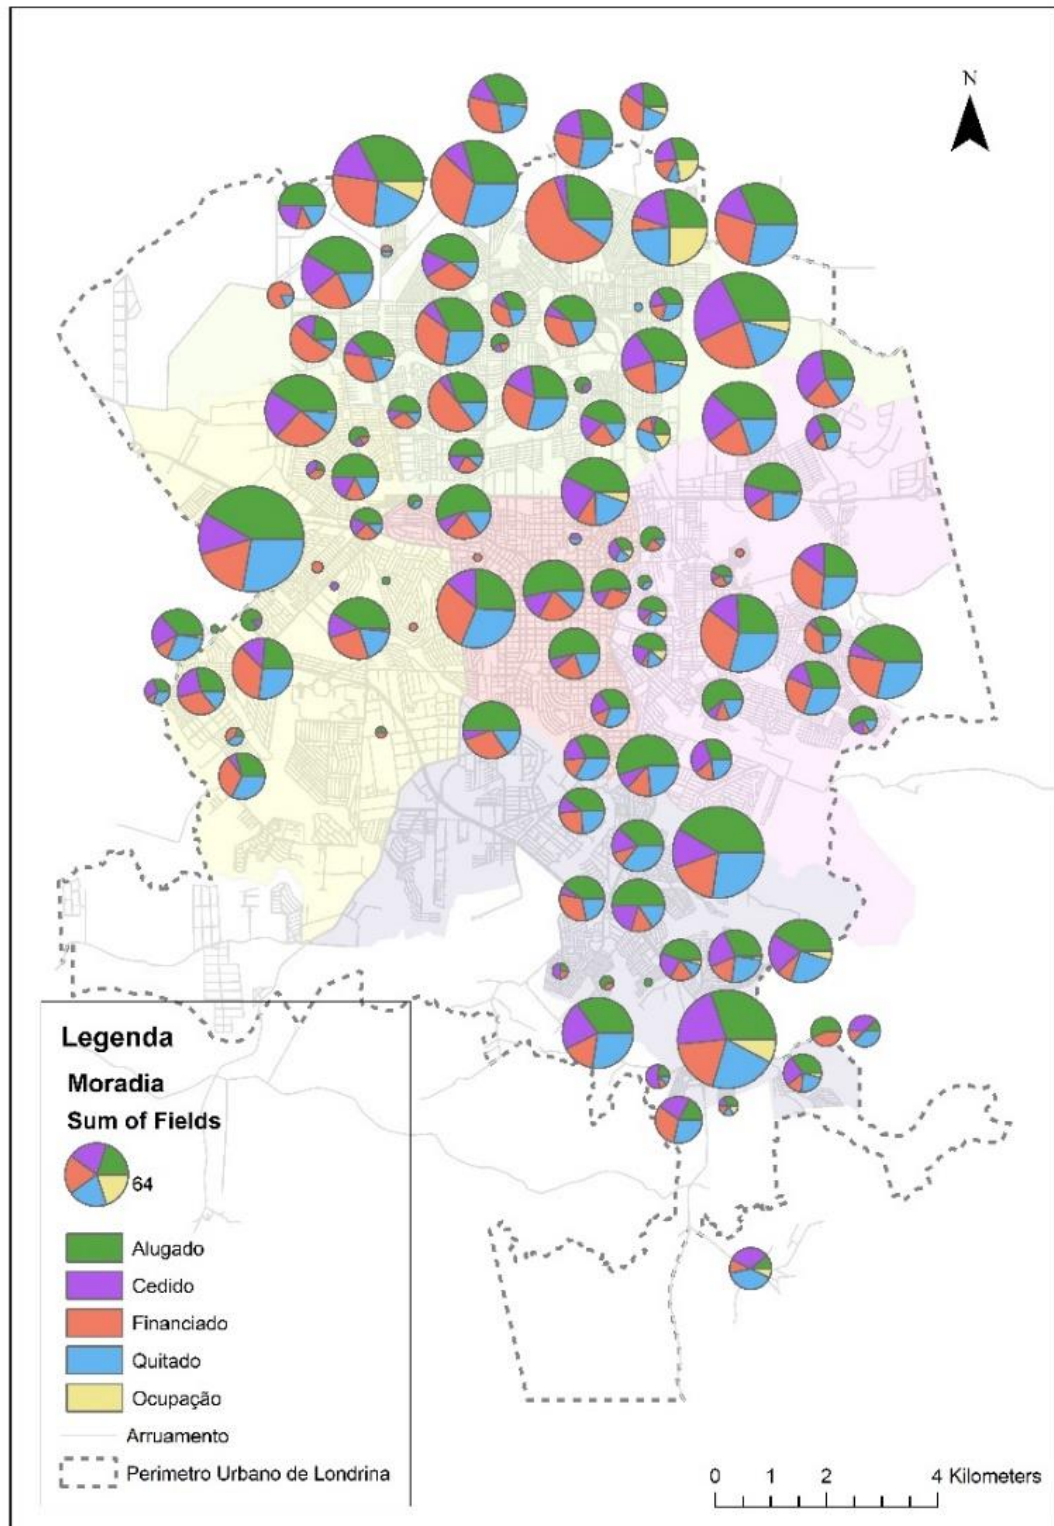 N
Legenda
Moradia
Sum of Fields
64
Alugado
Cedido
Financiado
Quitado
Ocupação
Arruamento
Perimetro Urbano de Londrina
0 1 2 4 Kilometers